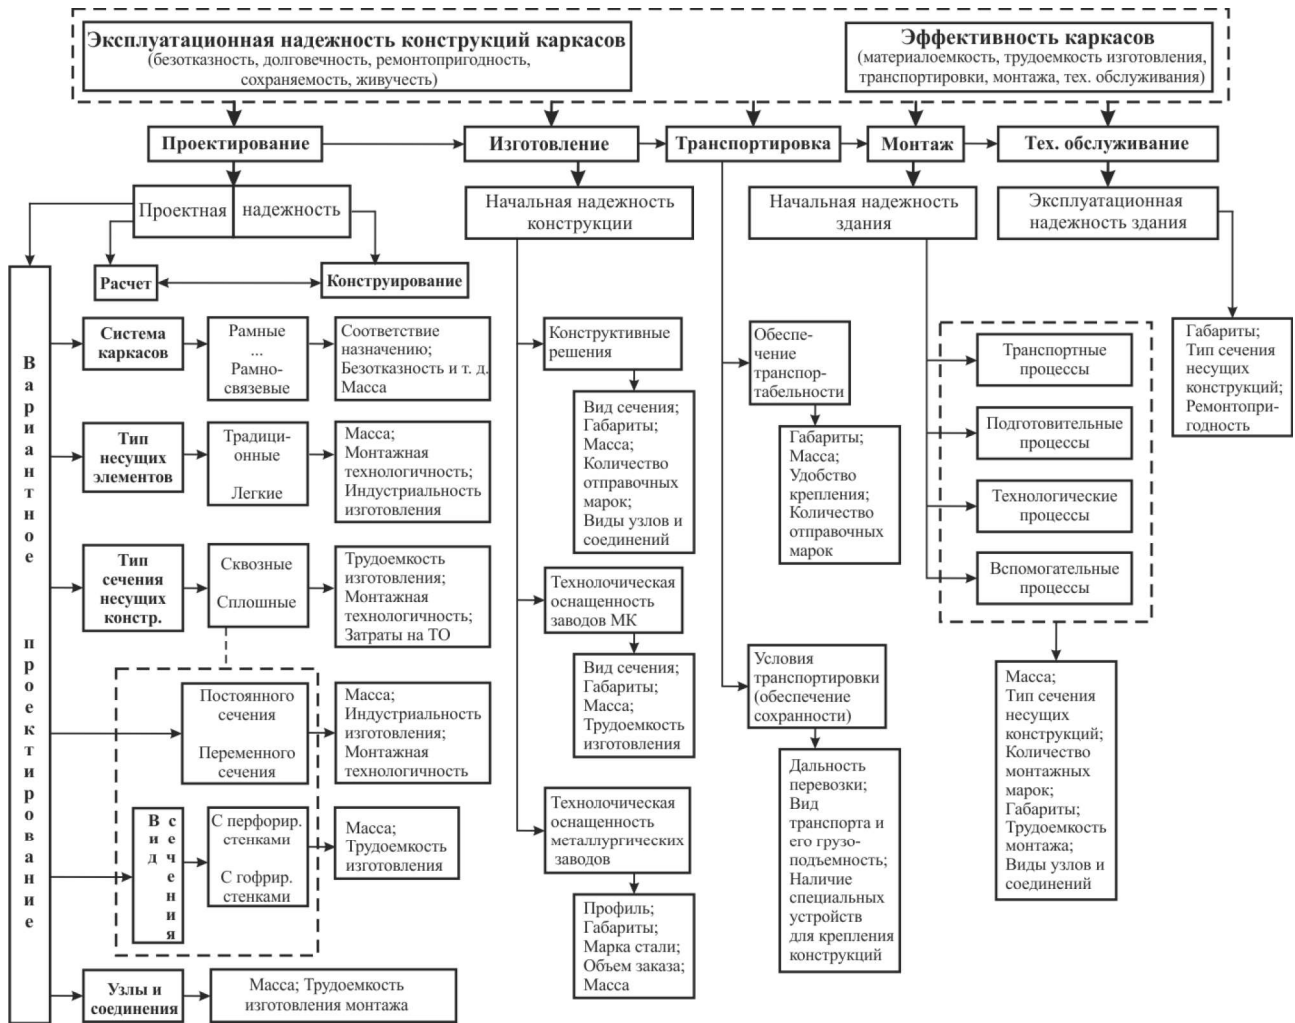 Эксплуатационная надежность конструкций каркасов
(безотказность, долговечность, ремонтопригодность,
сохраняемость, живучесть)
Эффективность каркасов
(материалоемкость, трудоемкость изготовления,
транспортировки, монтажа, тех. обслуживания)
Проектирование
Изготовление
Транспортировка
Монтаж
Тех. обслуживание
Проектная надежность
Начальная надежность
конструкции
Начальная надежность
здания
Эксплуатационная
надежность здания
Вариантное проектирование
Расчет
Конструирование
Система
каркасов
Рамные
...
Рамно-
связевые
Соответствие
назначению;
Безотказность и т. д.
Масса
Тип
несущих
элементов
Традици-
онные
Легкие
Масса;
Монтажная
технологичность;
Индустриальность
изготовления
Тип
сечения
несущих
констр.
Сквозные
Сплошные
Трудоемкость
изготовления;
Монтажная
технологичность;
Затраты на ТО
Постоянного
сечения
Переменного
сечения
Масса;
Индустриальность
изготовления;
Монтажная
технологичность
Вид
сечения
С перфорир.
стенками
С гофрир.
стенками
Масса;
Трудоемкость
изготовления
Узлы и
соединения
Масса; Трудоемкость
изготовления монтажа
Конструктивные
решения
Вид сечения;
Габариты;
Масса;
Количество
отправочных
марок;
Виды узлов и
соединений
Технолочическая
оснащенность
заводов МК
Вид сечения;
Габариты;
Масса;
Трудоемкость
изготовления
Технолочическая
оснащенность
металлургических
заводов
Профиль;
Габариты;
Марка стали;
Объем заказа;
Масса
Обеспе-
чение
транспор-
табельности
Габариты;
Масса;
Удобство
крепления;
Количество
отправочных
марок
Условия
транспортировки
(обеспечение
сохранности)
Дальность
перевозки;
Вид
транспорта и
его грузо-
подъемность;
Наличие
специальных
устройств
для крепления
конструкций
Транспортные
процессы
Подготовительные
процессы
Технологические
процессы
Вспомогательные
процессы
Масса;
Тип сечения
несущих
конструкций;
Количество
монтажных
марок;
Габариты;
Трудоемкость
монтажа;
Виды узлов и
соединений
Габариты;
Тип сечения
несущих
конструкций;
Ремонтопри-
годность